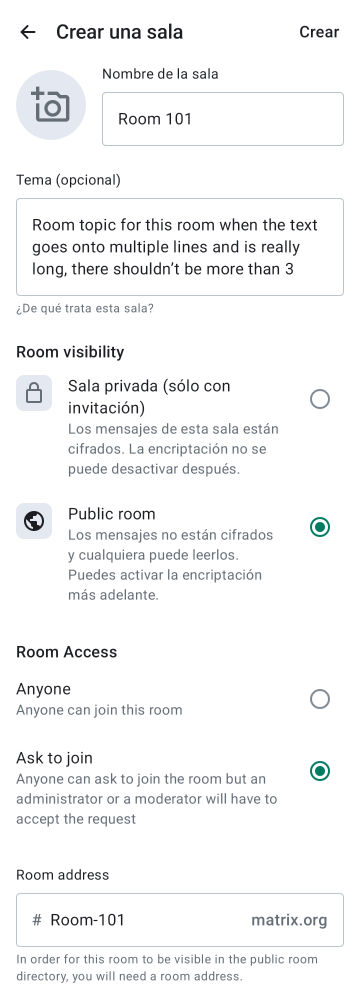 Crear una sala
Crear
Nombre de la sala
Room 101
Tema (opcional)
Room topic for this room when the text
goes onto multiple lines and is really
long, there shouldn’t be more than 3
¿De qué trata esta sala?
Room visibility
Sala privada (sólo con
invitación)
Los mensajes de esta sala están
cifrados. La encriptación no se
puede desactivar después.
Public room
Los mensajes no están cifrados
y cualquiera puede leerlos.
Puedes activar la encriptación
más adelante.
Room Access
Anyone
Anyone can join this room
Ask to join
Anyone can ask to join the room but an
administrator or a moderator will have to
accept the request
Room address
# Room-101 matrix.org
In order for this room to be visible in the public room
directory, you will need a room address.